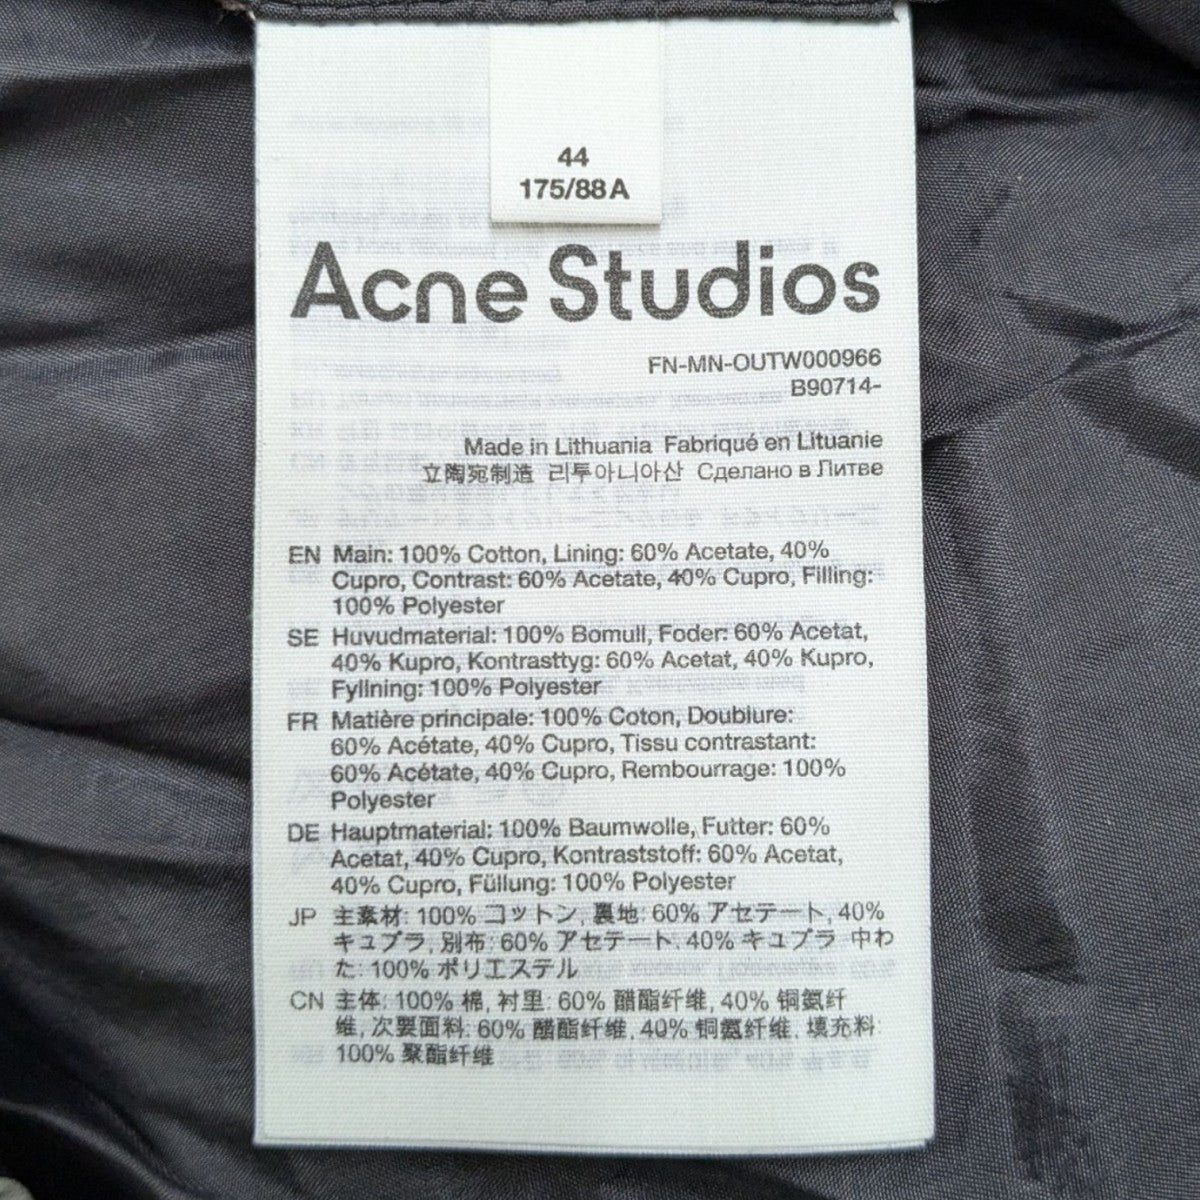 44
175/88A
Acne Studios
FN-MN-OUTW000966
B90714-
Made in Lithuania Fabriqué en Lituanie
立陶宛制造 리투아니아산 Сделано в Литве
EN Main: 100% Cotton, Lining: 60% Acetate, 40%
Cupro, Contrast: 60% Acetate, 40% Cupro, Filling:
100% Polyester
SE Huvudmaterial: 100% Bomull, Foder: 60% Acetat,
40% Kupro, Kontrasttyg: 60% Acetat, 40% Kupro,
Fyllning: 100% Polyester
FR Matière principale: 100% Coton, Doublure:
60% Acétate, 40% Cupro, Tissu contrastant:
60% Acétate, 40% Cupro, Rembourrage: 100%
Polyester
DE Hauptmaterial: 100% Baumwolle, Futter: 60%
Acetat, 40% Cupro, Kontraststoff: 60% Acetat,
40% Cupro, Füllung: 100% Polyester
JP 主素材: 100% コットン, 裏地: 60% アセテート, 40%
キュプラ, 別布: 60% アセテート, 40% キュプラ 中わ
た: 100% ポリエステル
CN 主体: 100% 棉, 衬里: 60% 醋酯纤维, 40% 铜氨纤
维, 次要面料: 60% 醋酯纤维, 40% 铜氨纤维, 填充料:
100% 聚酯纤维